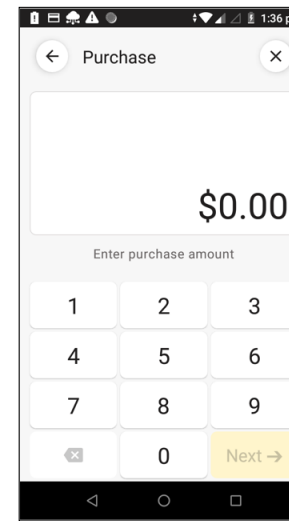 1:36 p
Purchase
$0.00
Enter purchase amount
1 2 3
4 5 6
7 8 9
0 Next →